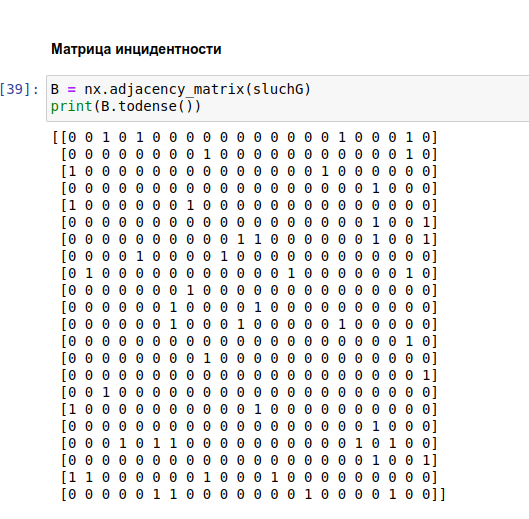 Матрица инцидентности
[39]: B = nx.adjacency_matrix(sluchG)
print(B.todense())
[[0 0 1 0 1 0 0 0 0 0 0 0 0 0 0 0 1 0 0 0 1 0]
[0 0 0 0 0 0 0 0 1 0 0 0 0 0 0 0 0 0 0 0 1 0]
[1 0 0 0 0 0 0 0 0 0 0 0 0 0 0 1 0 0 0 0 0 0]
[0 0 0 0 0 0 0 0 0 0 0 0 0 0 0 0 0 0 1 0 0 0]
[1 0 0 0 0 0 0 1 0 0 0 0 0 0 0 0 0 0 0 0 0 0]
[0 0 0 0 0 0 0 0 0 0 0 0 0 0 0 0 0 0 1 0 0 1]
[0 0 0 0 0 0 0 0 0 0 1 1 0 0 0 0 0 0 1 0 0 1]
[0 0 0 0 1 0 0 0 0 1 0 0 0 0 0 0 0 0 0 0 0 0]
[0 1 0 0 0 0 0 0 0 0 0 0 0 1 0 0 0 0 0 0 1 0]
[0 0 0 0 0 0 0 1 0 0 0 0 0 0 0 0 0 0 0 0 0 0]
[0 0 0 0 0 0 1 0 0 0 0 1 0 0 0 0 0 0 0 0 0 0]
[0 0 0 0 0 0 1 0 0 0 1 0 0 0 0 0 1 0 0 0 0 0]
[0 0 0 0 0 0 0 0 0 0 0 0 0 0 0 0 0 0 0 0 1 0]
[0 0 0 0 0 0 0 0 1 0 0 0 0 0 0 0 0 0 0 0 0 0]
[0 0 0 0 0 0 0 0 0 0 0 0 0 0 0 0 0 0 0 0 0 1]
[0 0 1 0 0 0 0 0 0 0 0 0 0 0 0 0 0 0 0 0 0 0]
[1 0 0 0 0 0 0 0 0 0 0 1 0 0 0 0 0 0 0 0 0 0]
[0 0 0 0 0 0 0 0 0 0 0 0 0 0 0 0 0 0 1 0 0 0]
[0 0 0 1 0 1 1 0 0 0 0 0 0 0 0 0 0 1 0 1 0 0]
[0 0 0 0 0 0 0 0 0 0 0 0 0 0 0 0 0 0 1 0 0 1]
[1 1 0 0 0 0 0 0 1 0 0 0 1 0 0 0 0 0 0 0 0 0]
[0 0 0 0 0 1 1 0 0 0 0 0 0 0 1 0 0 0 0 1 0 0]]